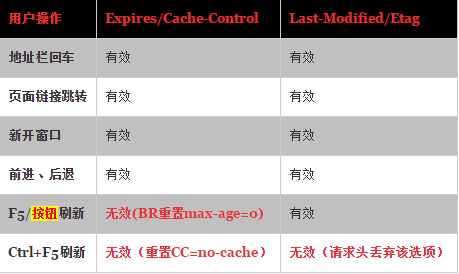 用户操作 Expires/Cache-Control Last-Modified/Etag
地址栏回车 有效 有效
页面链接跳转 有效 有效
新开窗口 有效 有效
前进、后退 有效 有效
F5/按钮刷新 无效(BR重置max-age=0) 有效
Ctrl+F5刷新 无效（重置CC=no-cache） 无效（请求头丢弃该选项）